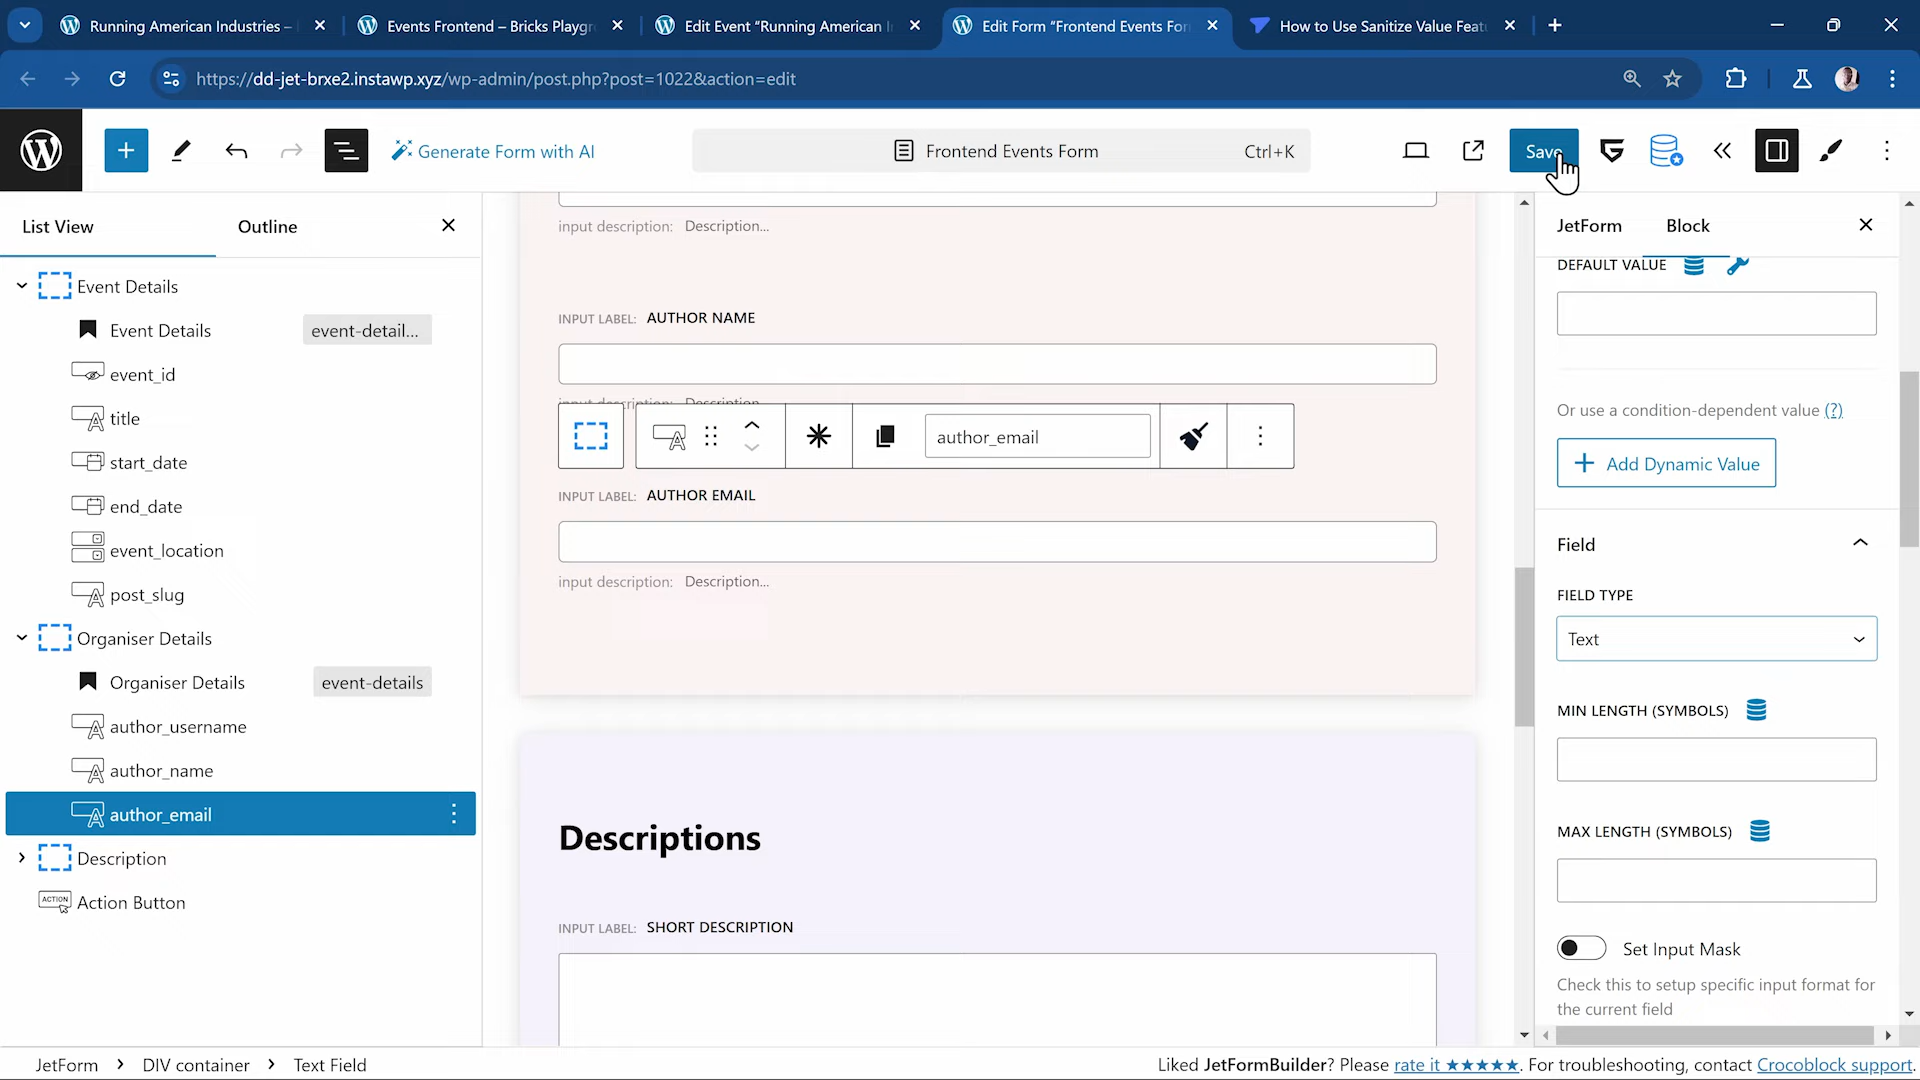 Running American Industries –
Events Frontend – Bricks Playgr
Edit Event “Running American I
Edit Form “Frontend Events For
How to Use Sanitize Value Feat
https://dd-jet-brxe2.instawp.xyz/wp-admin/post.php?post=1022&action=edit
Generate Form with AI
Frontend Events Form
Ctrl+K
Save
List View
Outline
Event Details
Event Details
event-detail...
event_id
title
start_date
end_date
event_location
post_slug
Organiser Details
Organiser Details
event-details
author_username
author_name
author_email
Description
ACTION
Action Button
input description: Description...
INPUT LABEL: AUTHOR NAME
input description: Description...
author_email
INPUT LABEL: AUTHOR EMAIL
input description: Description...
Descriptions
INPUT LABEL: SHORT DESCRIPTION
JetForm
Block
DEFAULT VALUE
Or use a condition-dependent value (?)
Add Dynamic Value
Field
FIELD TYPE
Text
MIN LENGTH (SYMBOLS)
MAX LENGTH (SYMBOLS)
Set Input Mask
Check this to setup specific input format for
the current field
JetForm > DIV container > Text Field
Liked JetFormBuilder? Please rate it ★★★★★. For troubleshooting, contact Crocoblock support.